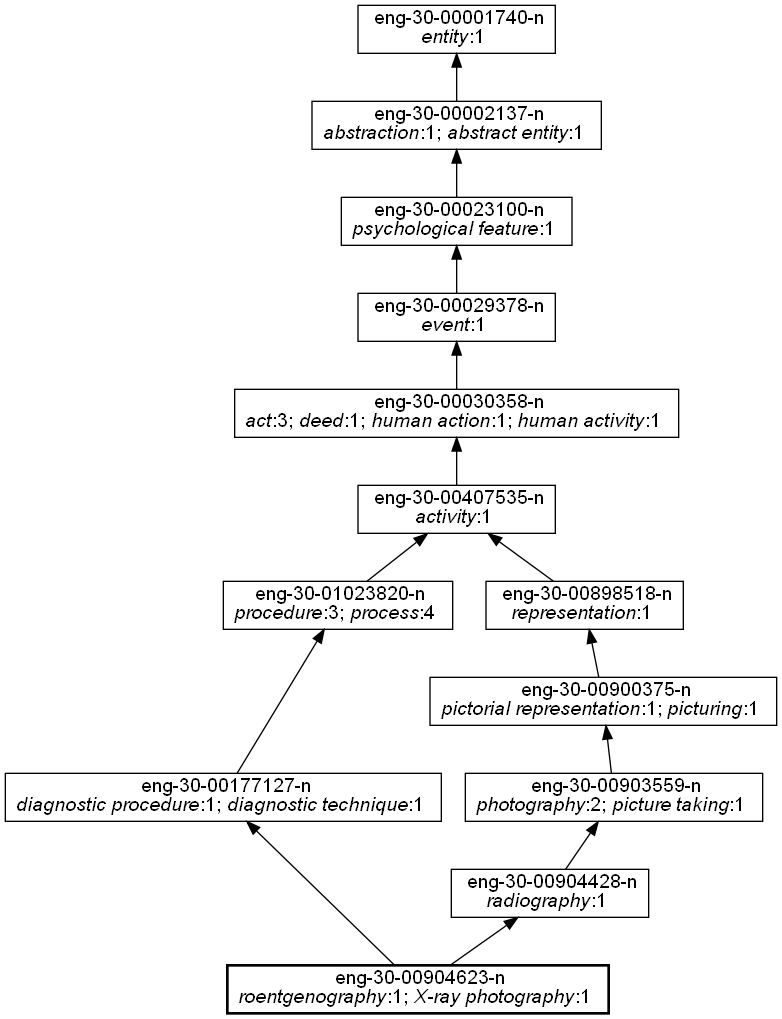 eng-30-00001740-n
entity:1
eng-30-00002137-n
abstraction:1; abstract entity:1
eng-30-00023100-n
psychological feature:1
eng-30-00029378-n
event:1
eng-30-00030358-n
act:3; deed:1; human action:1; human activity:1
eng-30-00407535-n
activity:1
eng-30-01023820-n
procedure:3; process:4
eng-30-00898518-n
representation:1
eng-30-00900375-n
pictorial representation:1; picturing:1
eng-30-00177127-n
diagnostic procedure:1; diagnostic technique:1
eng-30-00903559-n
photography:2; picture taking:1
eng-30-00904428-n
radiography:1
eng-30-00904623-n
roentgenography:1; X-ray photography:1